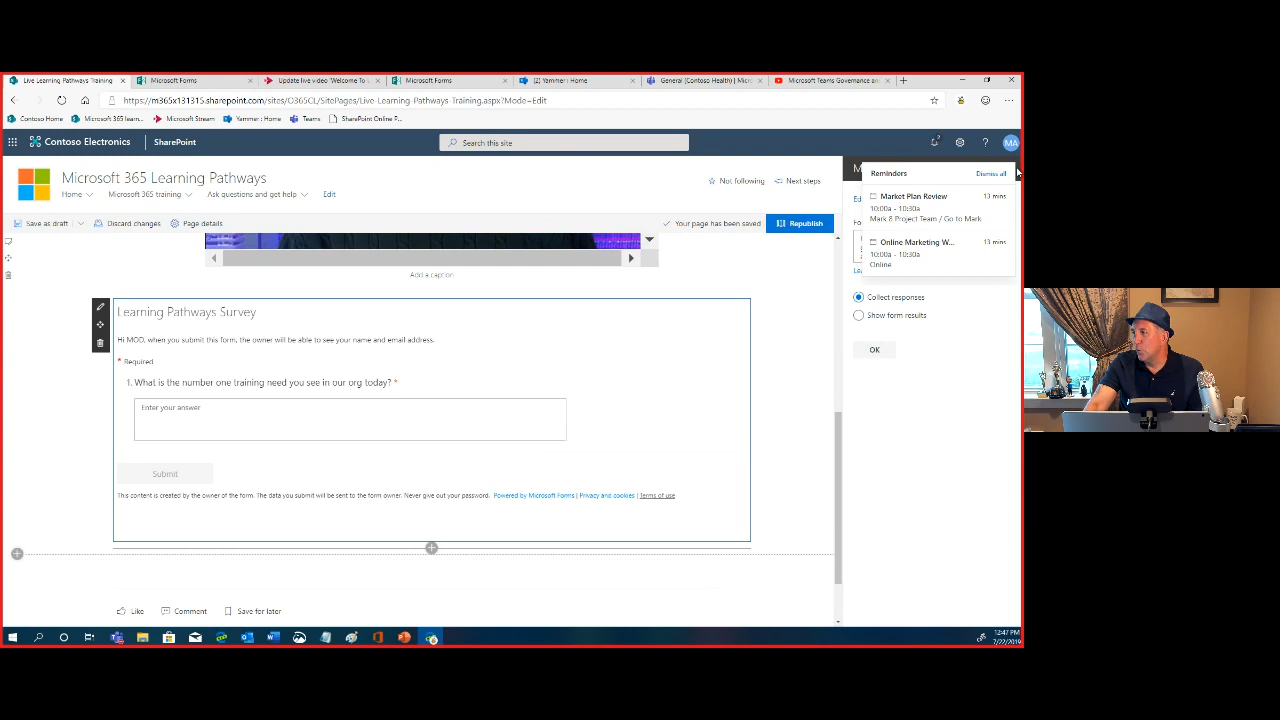 Live Learning Pathways Training
Microsoft Forms
Update live video 'Welcome To
Microsoft Forms
(2) Yammer : Home
General (Contoso Health) | Micr
Microsoft Teams Governance an
https://m365x131315.sharepoint.com/sites/O365CL/SitePages/Live-Learning-Pathways-Training.aspx?Mode=Edit
Contoso Home
Microsoft 365 learn...
Microsoft Stream
Yammer : Home
Teams
SharePoint Online P...
Contoso Electronics
SharePoint
Search this site
MA
Microsoft 365 Learning Pathways
Home
Microsoft 365 training
Ask questions and get help
Edit
Not following
Next steps
Save as draft
Discard changes
Page details
Your page has been saved
Republish
Reminders
Dismiss all
Market Plan Review
13 mins
10:00a - 10:30a
Mark 8 Project Team / Go to Mark
Online Marketing W...
13 mins
10:00a - 10:30a
Online
Collect responses
Show form results
OK
Add a caption
Learning Pathways Survey
Hi MOD, when you submit this form, the owner will be able to see your name and email address.
* Required
1. What is the number one training need you see in our org today? *
Enter your answer
Submit
This content is created by the owner of the form. The data you submit will be sent to the form owner. Never give out your password.
Powered by Microsoft Forms | Privacy and cookies | Terms of use
Like
Comment
Save for later
12:47 PM
7/22/2019